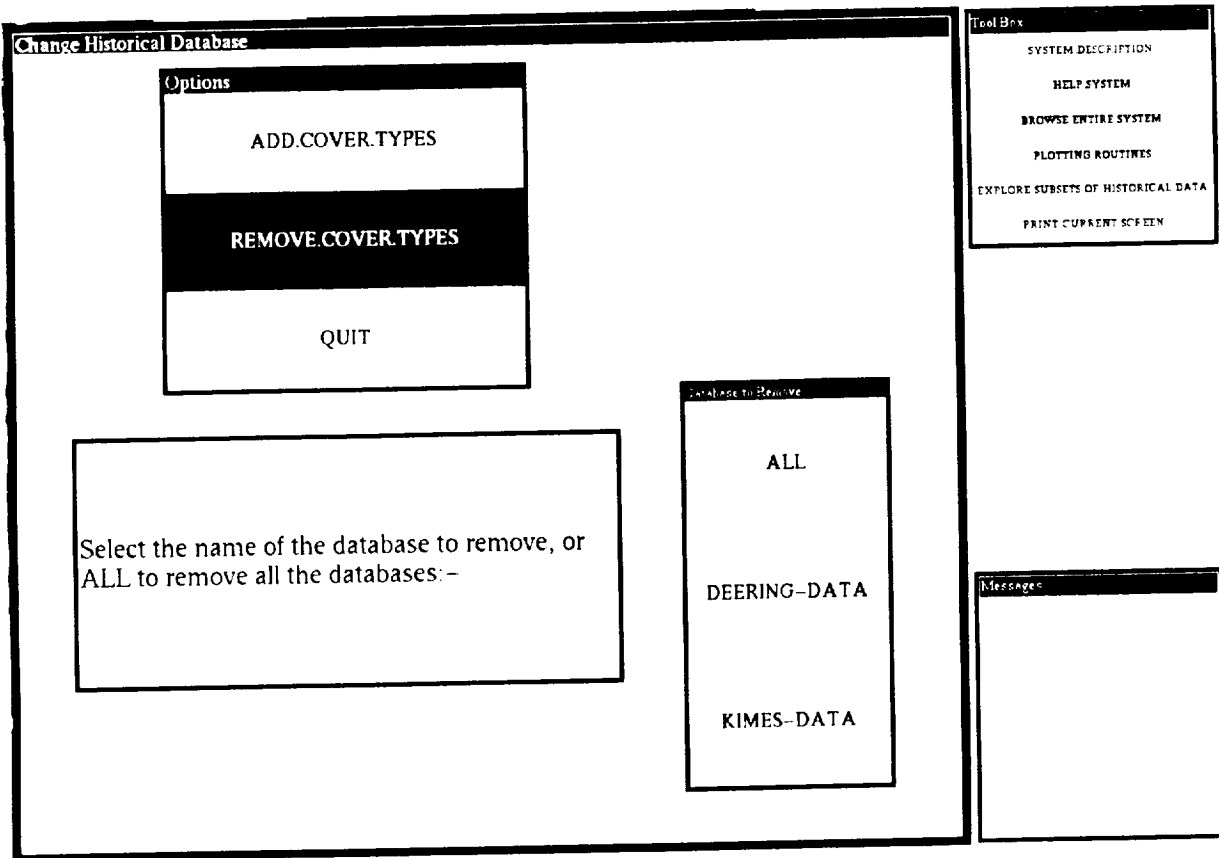 Change Historical Database
Options
ADD.COVER.TYPES
REMOVE.COVER.TYPES
QUIT
Select the name of the database to remove, or
ALL to remove all the databases:–
Database to Remove
ALL
DEERING–DATA
KIMES–DATA
Tool Box
SYSTEM DESCRIPTION
HELP SYSTEM
BROWSE ENTIRE SYSTEM
PLOTTING ROUTINES
EXPLORE SUBSETS OF HISTORICAL DATA
PRINT CURRENT SCREEN
Messages